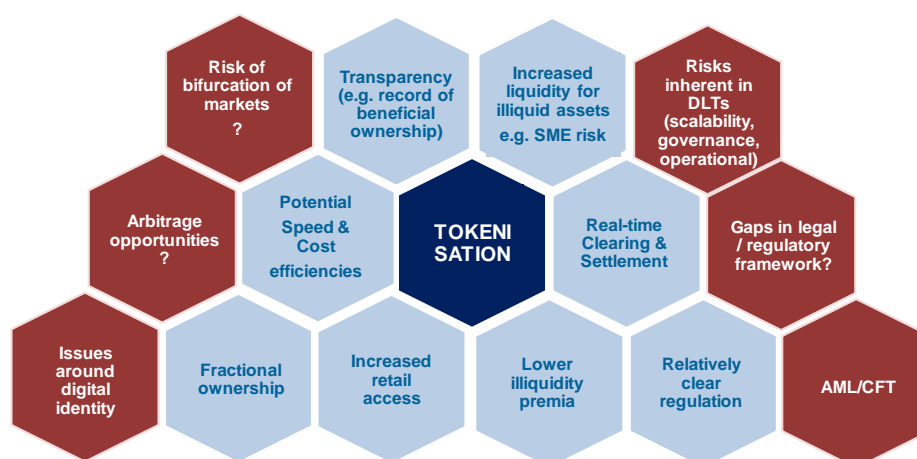 Risk of
bifurcation of
markets
?
Transparency
(e.g. record of
beneficial
ownership)
Increased
liquidity for
illiquid assets
e.g. SME risk
Risks
inherent in
DLTs
(scalability,
governance,
operational)
Arbitrage
opportunities
?
Potential
Speed &
Cost
efficiencies
TOKENI
SATION
Real-time
Clearing &
Settlement
Gaps in legal
/ regulatory
framework?
Issues
around
digital
identity
Fractional
ownership
Increased
retail
access
Lower
illiquidity
premia
Relatively
clear
regulation
AML/CFT